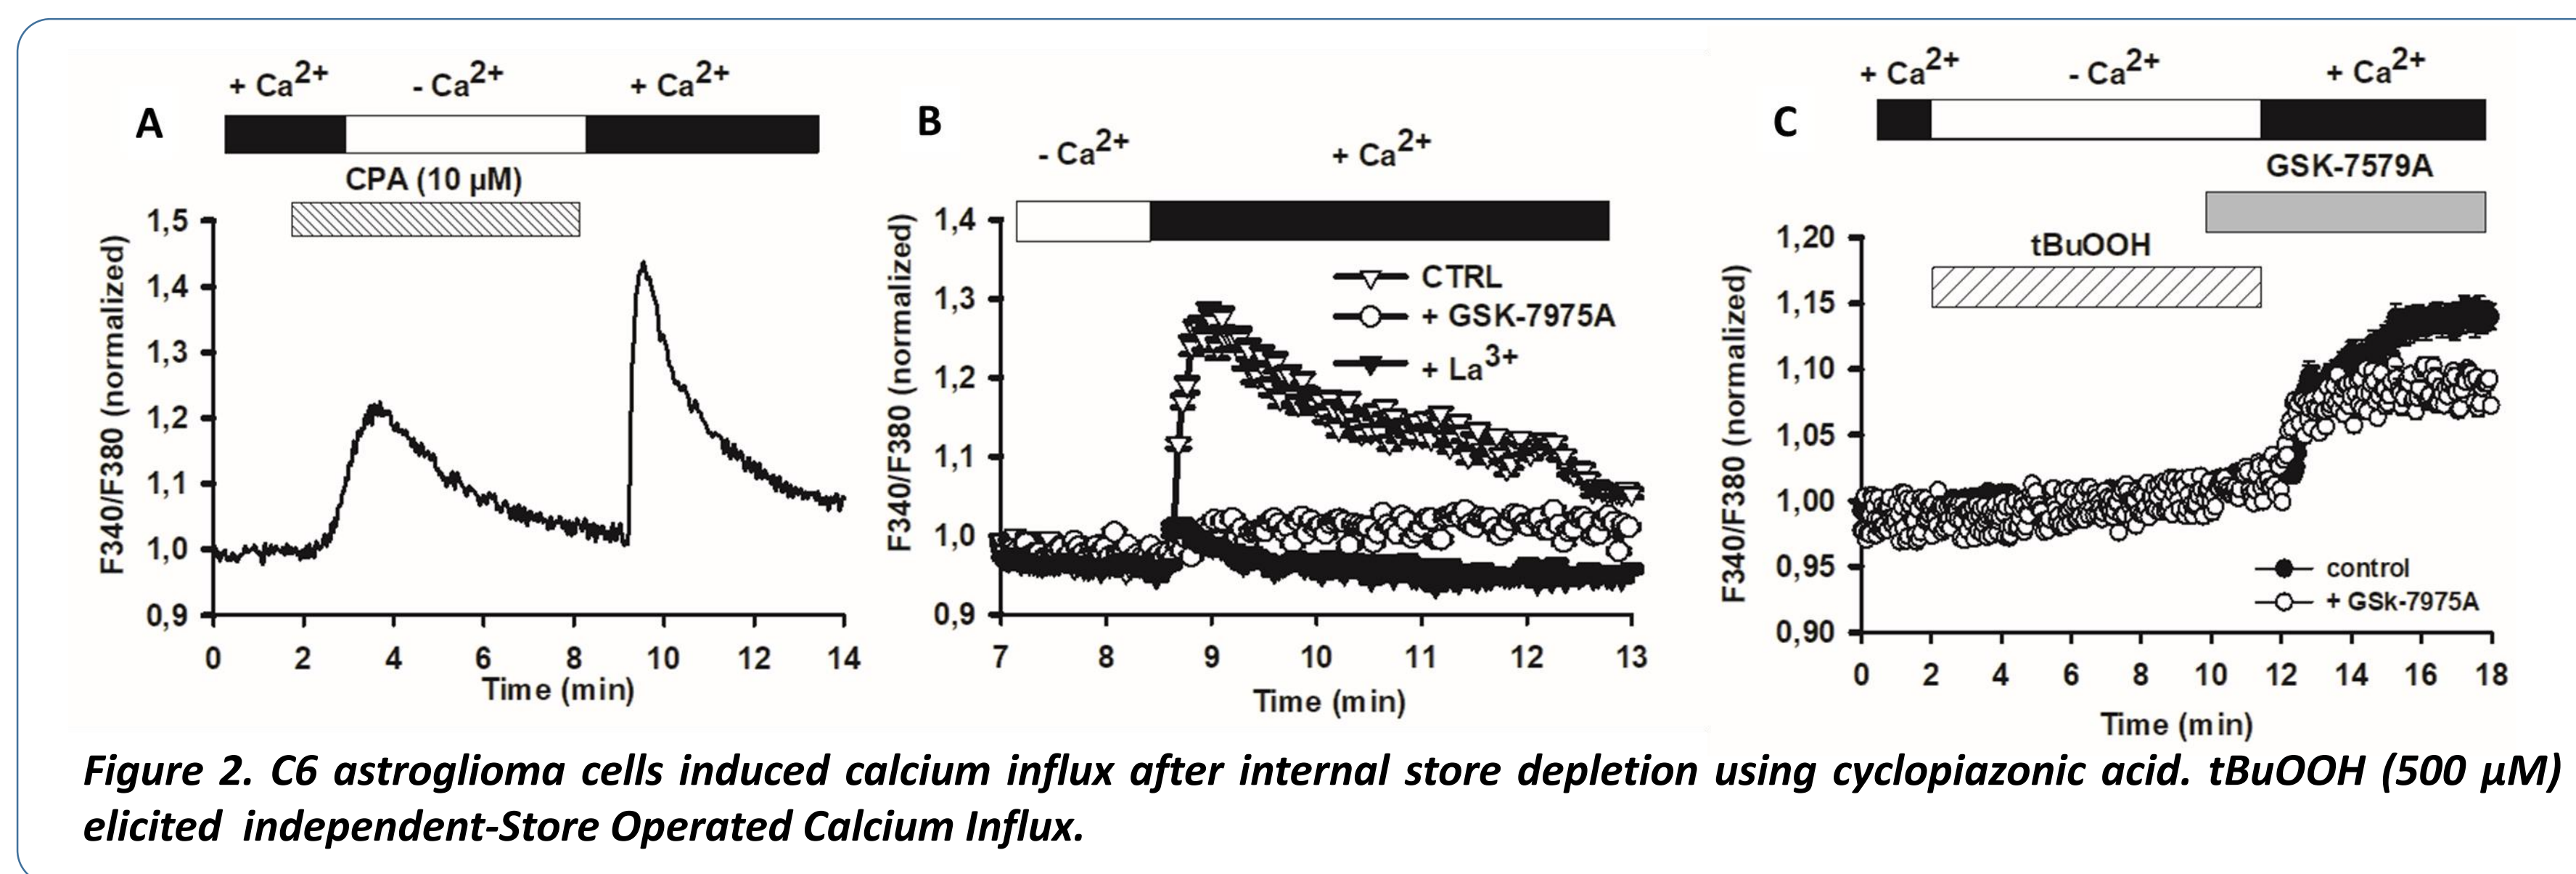 A
+ Ca2+ - Ca2+ + Ca2+
CPA (10 µM)
F340/F380 (normalized)
1,5
1,4
1,3
1,2
1,1
1,0
0,9
0 2 4 6 8 10 12 14
Time (min)
B
- Ca2+ + Ca2+
F340/F380 (normalized)
1,4
1,3
1,2
1,1
1,0
0,9
CTRL
+ GSK-7975A
+ La3+
7 8 9 10 11 12 13
Time (min)
C
+ Ca2+ - Ca2+ + Ca2+
GSK-7579A
tBuOOH
F340/F380 (normalized)
1,20
1,15
1,10
1,05
1,00
0,95
0,90
control
+ GSk-7975A
0 2 4 6 8 10 12 14 16 18
Time (min)
Figure 2. C6 astroglioma cells induced calcium influx after internal store depletion using cyclopiazonic acid. tBuOOH (500 µM)
elicited independent-Store Operated Calcium Influx.